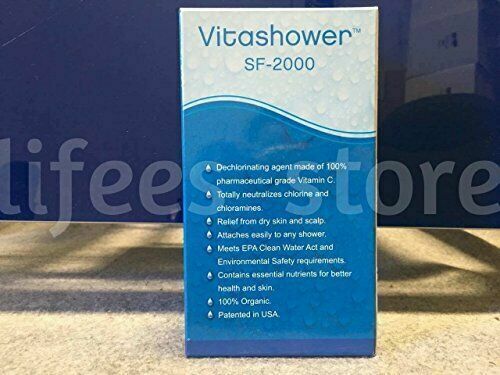 Vitashower™
SF-2000
Dechlorinating agent made of 100%
pharmaceutical grade Vitamin C.
Totally neutralizes chlorine and
chloramines.
Relief from dry skin and scalp.
Attaches easily to any shower.
Meets EPA Clean Water Act and
Environmental Safety requirements.
Contains essential nutrients for better
health and skin.
100% Organic.
Patented in USA.
lifees-store